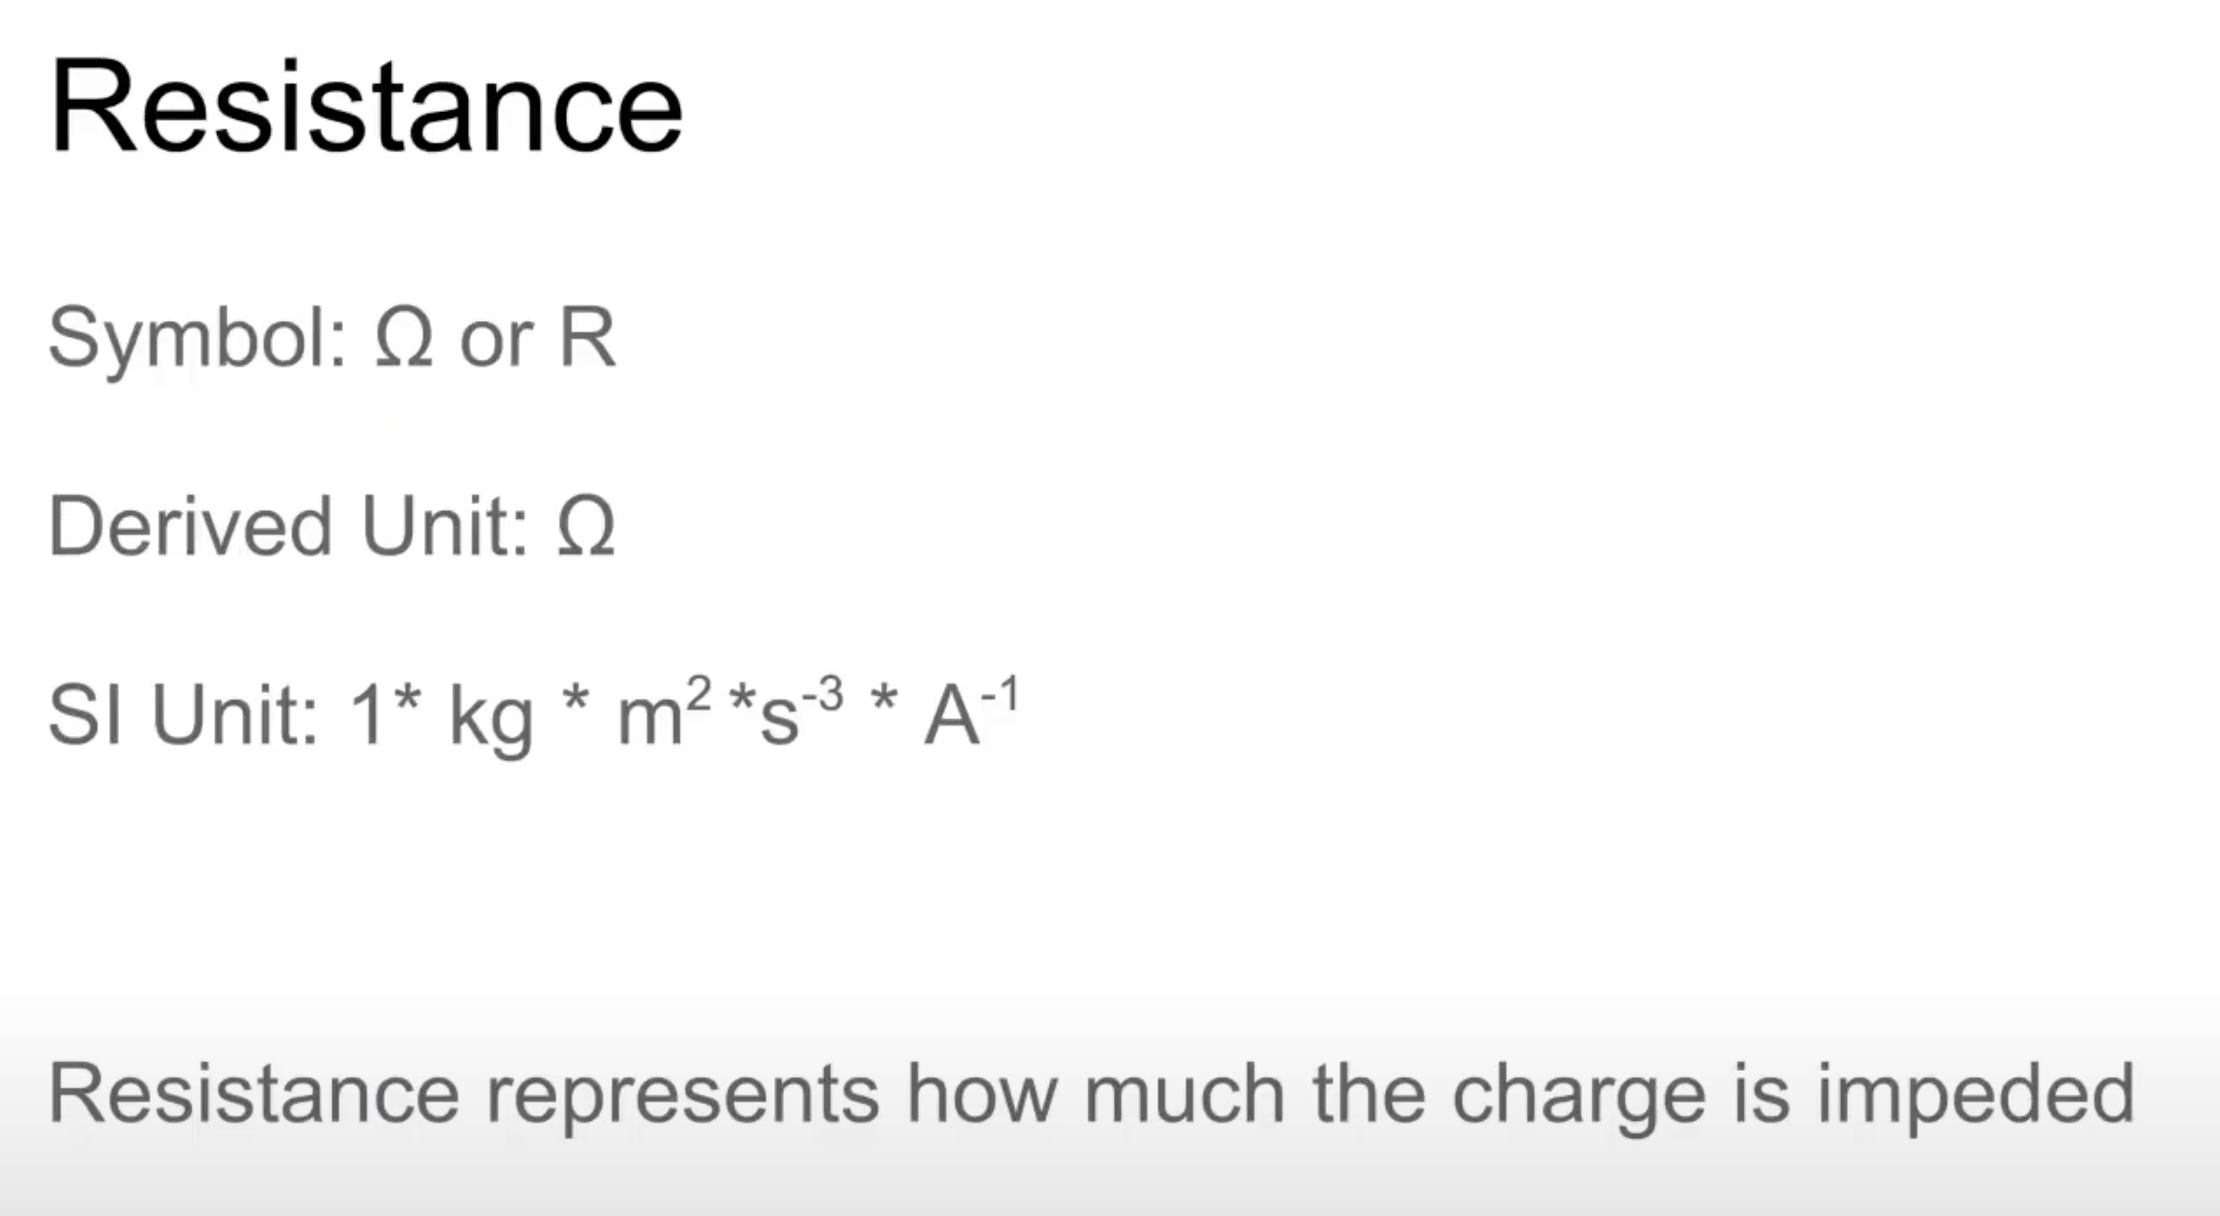 Resistance
Symbol: Ω or R
Derived Unit: Ω
SI Unit: 1* kg * m² *s⁻³ * A⁻¹
Resistance represents how much the charge is impeded